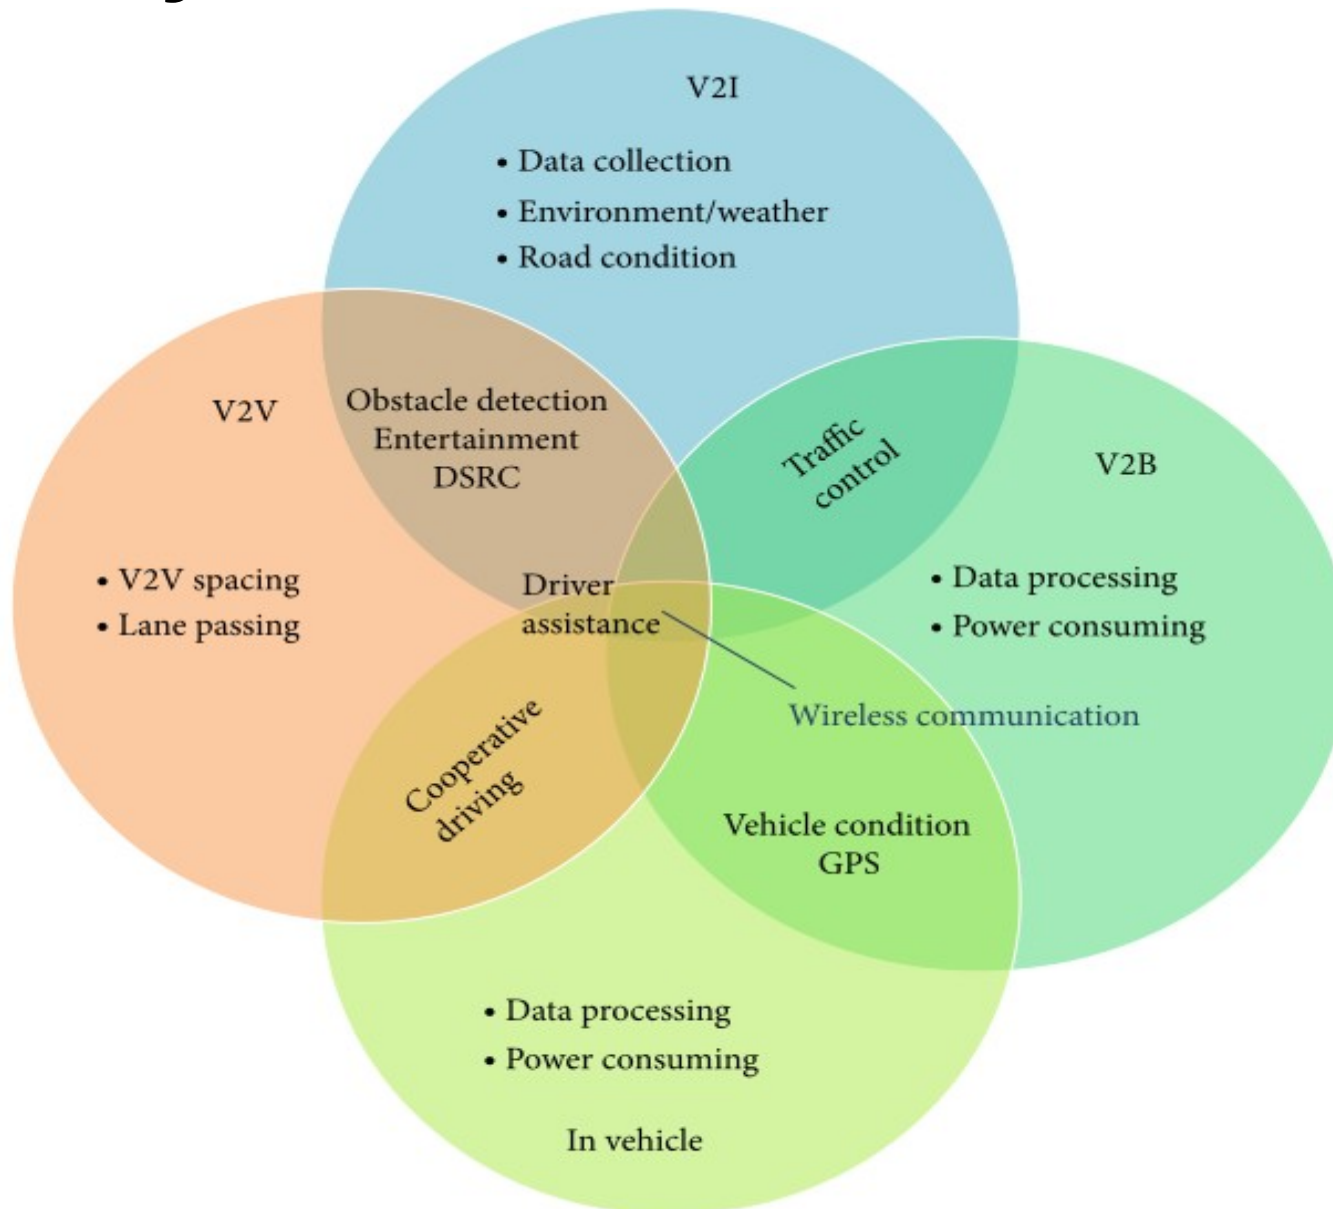 V2I
• Data collection
• Environment/weather
• Road condition
V2V
Obstacle detection
Entertainment
DSRC
Traffic
control
V2B
• V2V spacing
• Lane passing
Driver
assistance
• Data processing
• Power consuming
Wireless communication
Cooperative
driving
Vehicle condition
GPS
• Data processing
• Power consuming
In vehicle